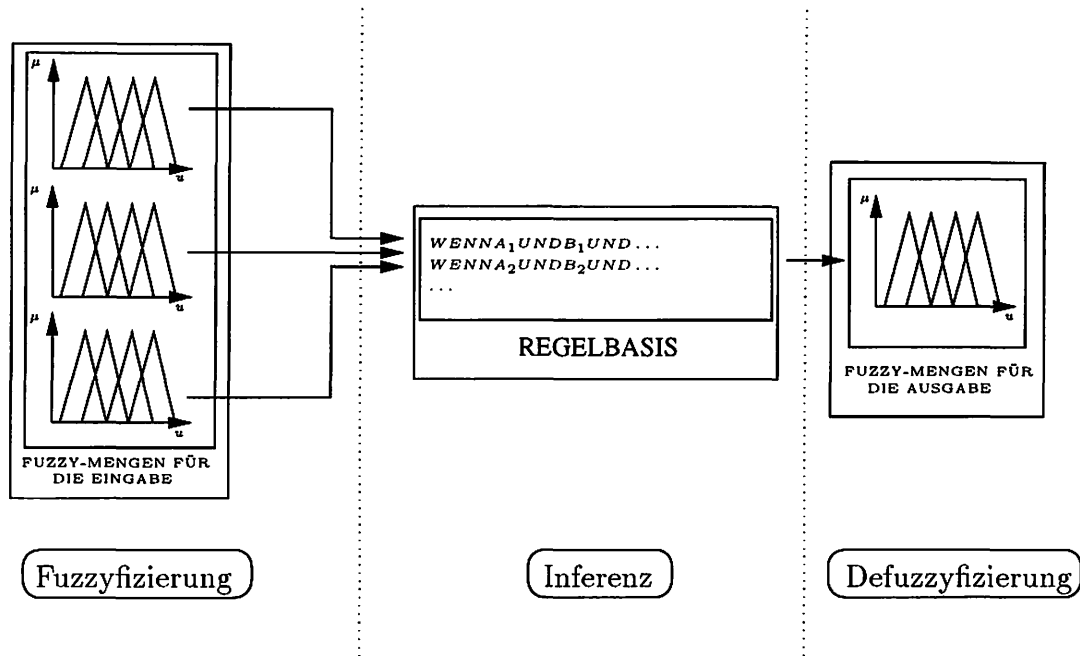 μ
u
μ
u
μ
u
FUZZY-MENGEN FÜR
DIE EINGABE
WENNA₁UNDB₁UND...
WENNA₂UNDB₂UND...
...
REGELBASIS
μ
u
FUZZY-MENGEN FÜR
DIE AUSGABE
Fuzzyfizierung
Inferenz
Defuzzyfizierung